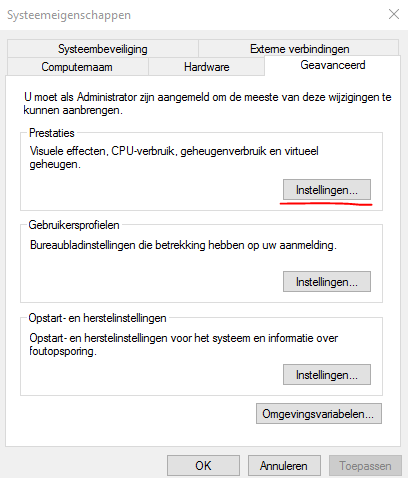 Systeemeigenschappen
Systeembeveiliging
Externe verbindingen
Computernaam
Hardware
Geavanceerd
U moet als Administrator zijn aangemeld om de meeste van deze wijzigingen te
kunnen aanbrengen.
Prestaties
Visuele effecten, CPU-verbruik, geheugenverbruik en virtueel
geheugen.
Instellingen...
Gebruikersprofielen
Bureaubladinstellingen die betrekking hebben op uw aanmelding.
Instellingen...
Opstart- en herstelinstellingen
Opstart- en herstelinstellingen voor het systeem en informatie over
foutopsporing.
Instellingen...
Omgevingsvariabelen...
OK
Annuleren
Toepassen